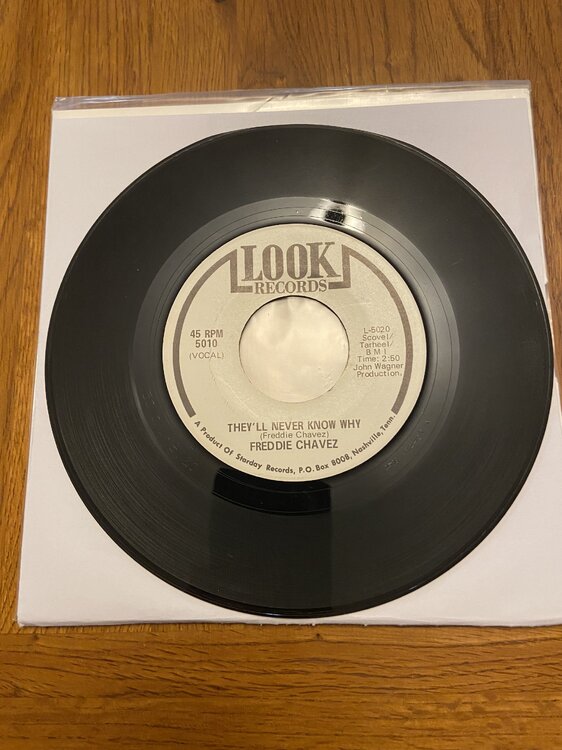 LOOK
RECORDS
45 RPM
5010
(VOCAL)
L-5020
Scovel/
Tarheel/
B M I
Time: 2:50
John Wagner
Production.
THEY'LL NEVER KNOW WHY
(Freddie Chavez)
FREDDIE CHAVEZ
A Product Of Starday Records, P.O. Box 8008, Nashville, Tenn.